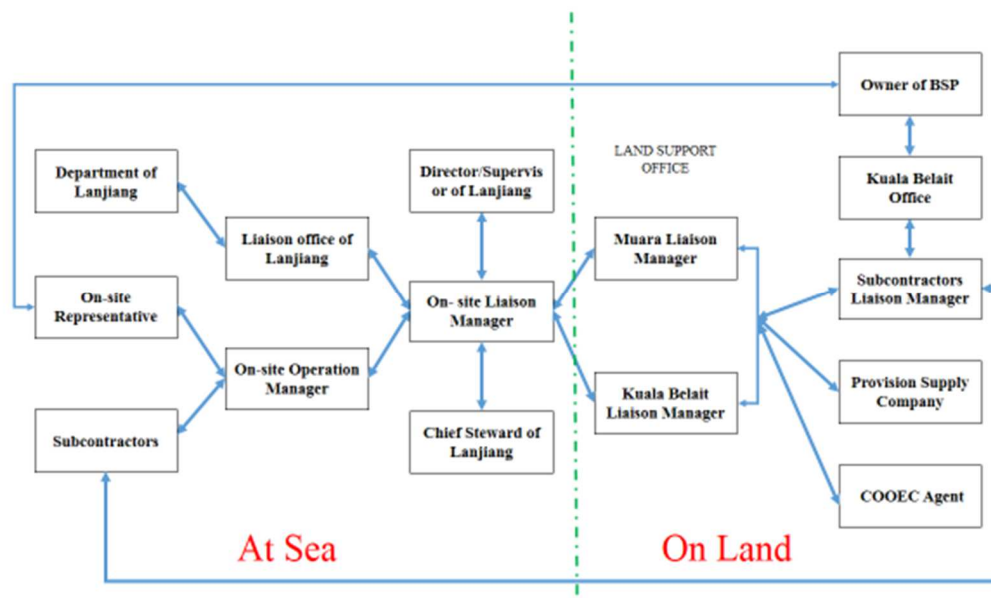 Owner of BSP
LAND SUPPORT
OFFICE
Department of
Lanjiang
Director/Supervis
or of Lanjiang
Kuala Belait
Office
Liaison office of
Lanjiang
Muara Liaison
Manager
On-site
Representative
On- site Liaison
Manager
Subcontractors
Liaison Manager
On-site Operation
Manager
Kuala Belait
Liaison Manager
Provision Supply
Company
Subcontractors
Chief Steward of
Lanjiang
COOEC Agent
At Sea
On Land